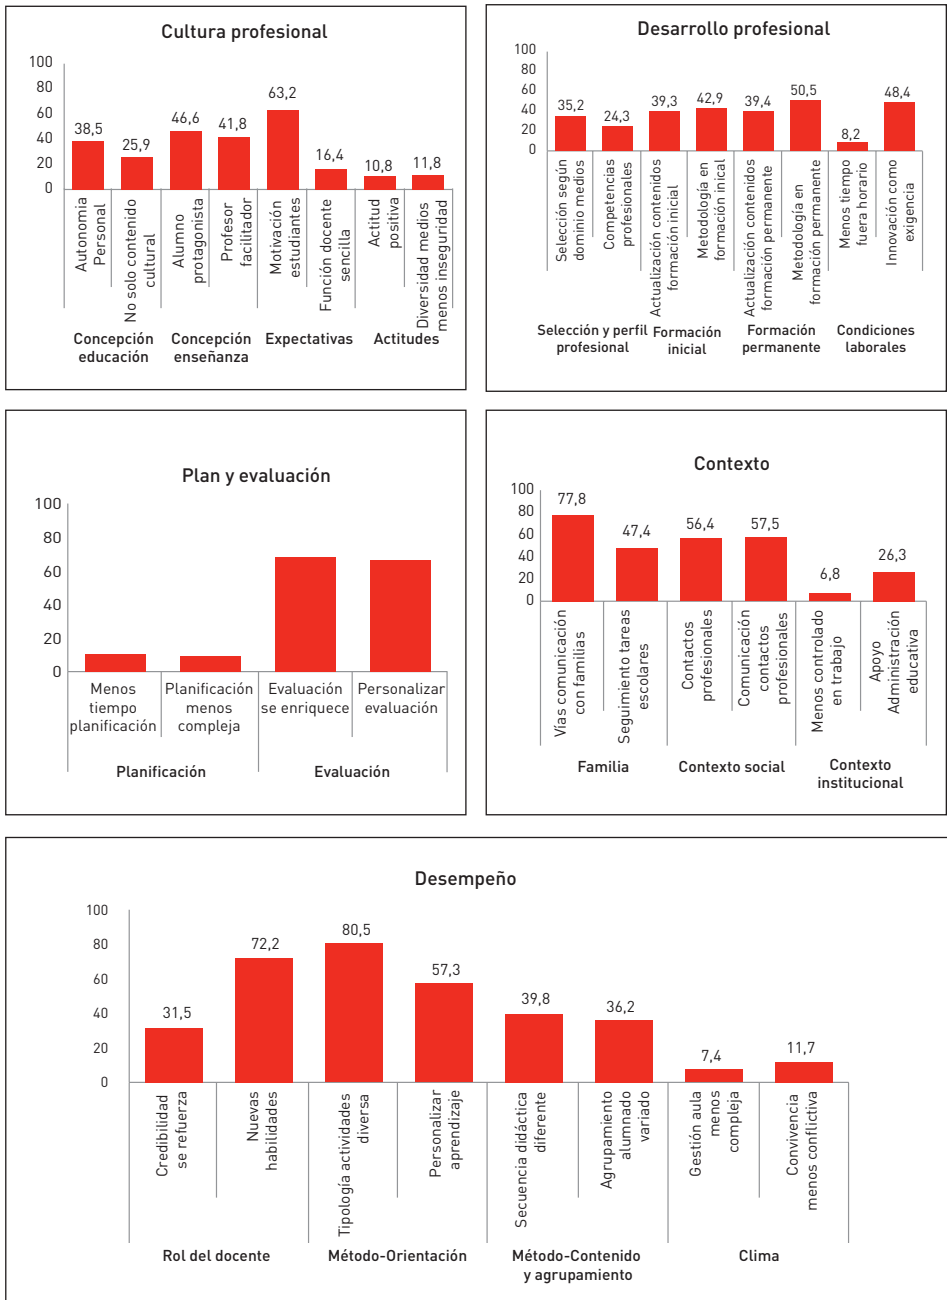 Cultura profesional
100
80
60
40
20
0
38,5
25,9
46,6
41,8
63,2
16,4
10,8
11,8
Autonomia
Personal
No solo contenido
cultural
Alumno
protagonista
Profesor
facilitador
Motivación
estudiantes
Función docente
sencilla
Actitud
positiva
Diversidad medios
menos inseguridad
Concepción
educación
Concepción
enseñanza
Expectativas
Actitudes
Desarrollo profesional
100
80
60
40
20
0
35,2
24,3
39,3
42,9
39,4
50,5
8,2
48,4
Selección según
dominio medios
Competencias
profesionales
Actualización contenidos
formación inicial
Metodología en
formación inical
Actualización contenidos
formación permanente
Metodología en
formación permanente
Menos tiempo
fuera horario
Innovación como
exigencia
Selección y perfil
profesional
Formación
inicial
Formación
permanente
Condiciones
laborales
Plan y evaluación
100
80
60
40
20
0
Menos
tiempo
planificación
Planificación
menos
compleja
Evaluación
se enriquece
Personalizar
evaluación
Planificación
Evaluación
Contexto
100
80
60
40
20
0
77,8
47,4
56,4
57,5
6,8
26,3
Vías comunicación
con familias
Seguimiento tareas
escolares
Contactos
profesionales
Comunicación
contactos
profesionales
Menos controlado
en trabajo
Apoyo
Administración
educativa
Familia
Contexto social
Contexto
institucional
Desempeño
100
80
60
40
20
0
31,5
72,2
80,5
57,3
39,8
36,2
7,4
11,7
Credibilidad
se refuerza
Nuevas
habilidades
Tipología actividades
diversa
Personalizar
aprendizaje
Secuencia didáctica
diferente
Agrupamiento
alumnado
variado
Gestión aula
menos
compleja
Convivencia
menos conflictiva
Rol del docente
Método-Orientación
Método-Contenido
y agrupamiento
Clima